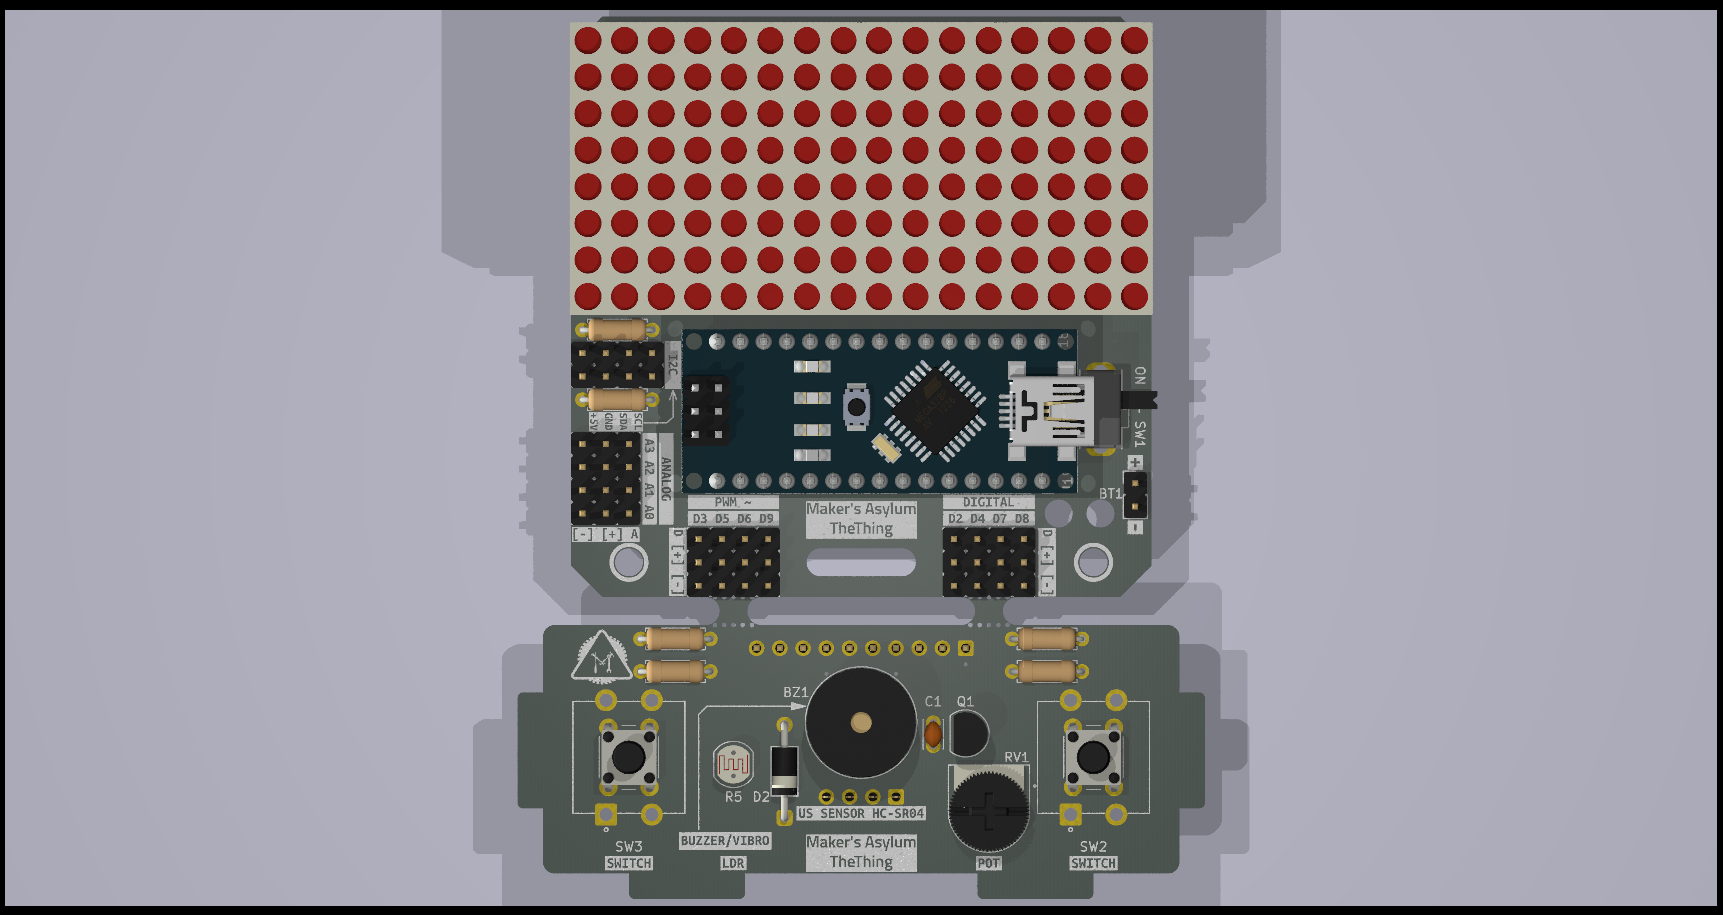 I2C
+5V GND SDA SCL
ON
SW1
+
BT1
-
A3 A2 A1 A0
ANALOG
[-] [+] A
PWM ~
D3 D5 D6 D9
D [+] [-]
Maker's Asylum
TheThing
DIGITAL
D2 D4 D7 D8
D [+] [-]
BZ1
C1
Q1
RV1
R5
D2
US SENSOR HC-SR04
BUZZER/VIBRO
Maker's Asylum
TheThing
SW3
SWITCH
LDR
POT
SW2
SWITCH